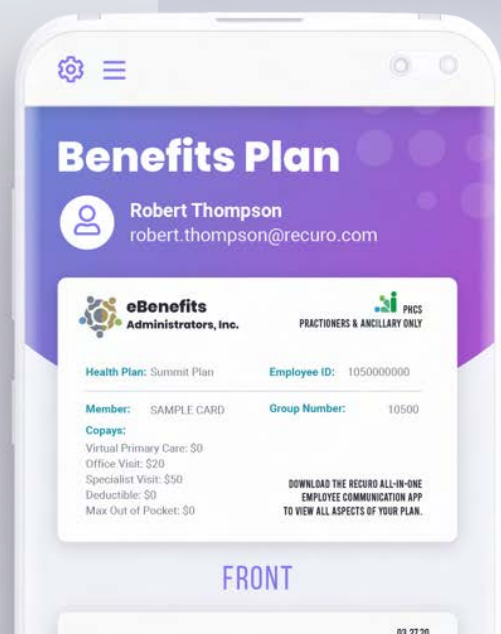 Benefits Plan
Robert Thompson
robert.thompson@recuro.com
eBenefits
Administrators, Inc.
PHCS
PRACTIONERS & ANCILLARY ONLY
Health Plan: Summit Plan
Employee ID: 1050000000
Member: SAMPLE CARD
Group Number: 10500
Copays:
Virtual Primary Care: $0
Office Visit: $20
Specialist Visit: $50
Deductible: $0
Max Out of Pocket: $0
DOWNLOAD THE RECURO ALL-IN-ONE
EMPLOYEE COMMUNICATION APP
TO VIEW ALL ASPECTS OF YOUR PLAN.
FRONT
03.27.20